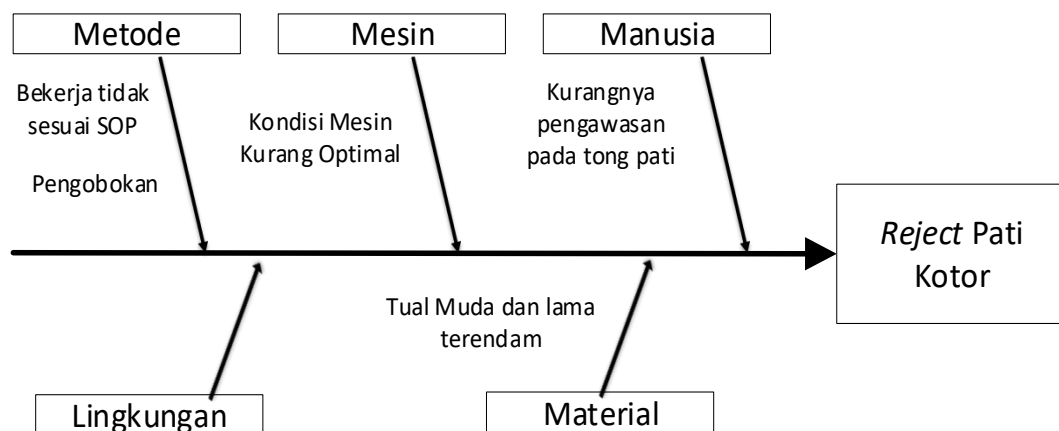 Metode
Mesin
Manusia
Bekerja tidak
sesuai SOP
Pengobokan
Kondisi Mesin
Kurang Optimal
Kurangnya
pengawasan
pada tong pati
Reject Pati
Kotor
Tual Muda dan lama
terendam
Lingkungan
Material